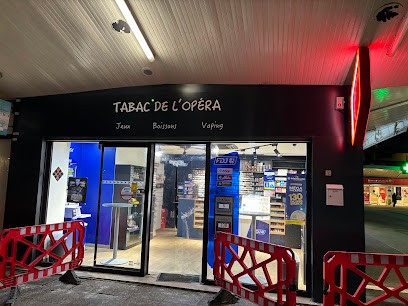 TABAC DE L'OPÉRA
Jeux Boissons Vaping
FDJ